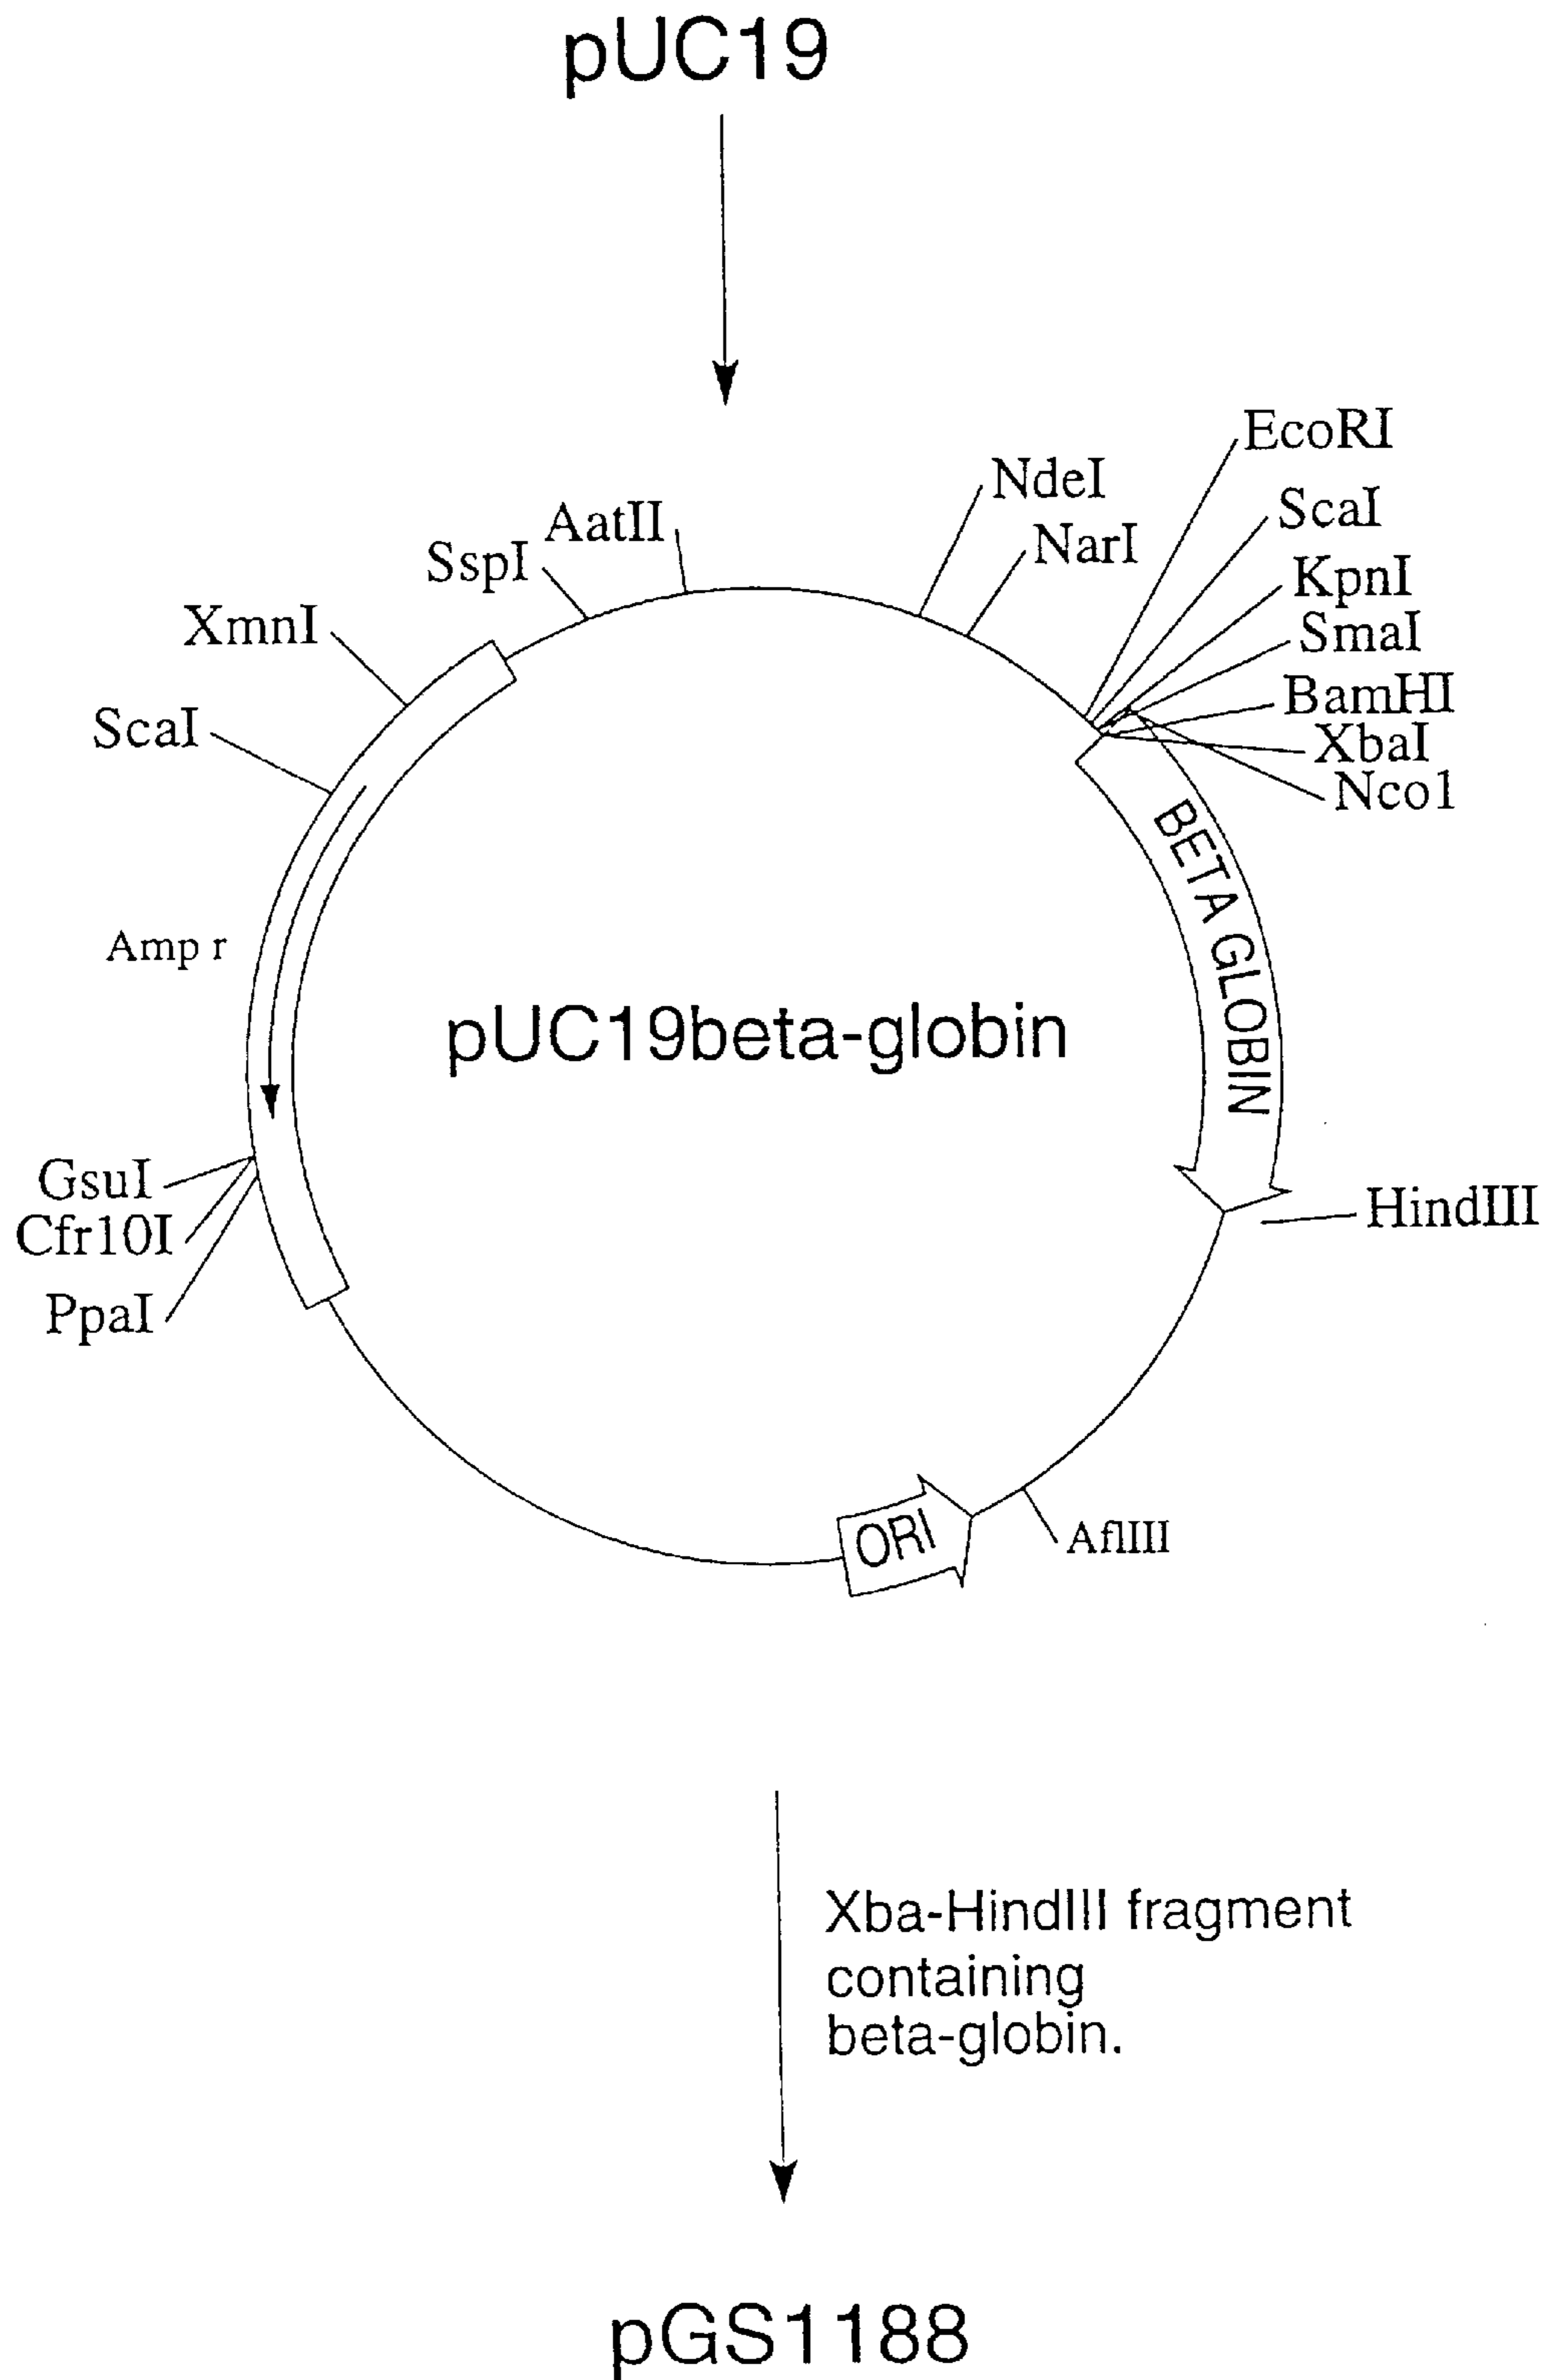 pUC19
EcoRI
NdeI
ScaI
AatII
NarI
SspI
KpnI
XmnI
SmaI
BamHI
ScaI
XbaI
Nco1
BETA GLOBIN
Amp r
pUC19beta-globin
GsuI
HindIII
Cfr10I
PpaI
ORI
AflIII
Xba-HindIII fragment
containing
beta-globin.
pGS1188